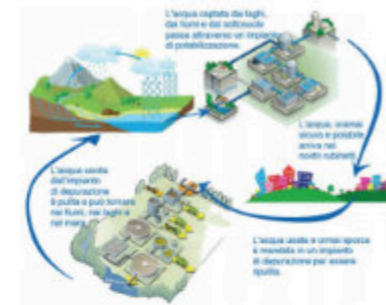 L'acqua captata dai laghi,
dai fiumi e dal sottosuolo
passa attraverso un impianto
di potabilizzazione.
L'acqua, oramai
sicura e potabile,
arriva nei
nostri rubinetti.
L'acqua usata e ormai sporca
è mandata in un impianto
di depurazione per essere
ripulita.
L'acqua uscita
dall'impianto
di depurazione
è pulita e può tornare
nei fiumi, nei laghi e
nel mare.